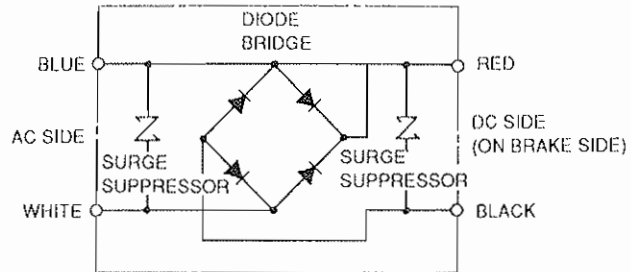 DIODE
BRIDGE
BLUE
RED
AC SIDE
DC SIDE
(ON BRAKE SIDE)
SURGE
SUPPRESSOR
SURGE
SUPPRESSOR
WHITE
BLACK